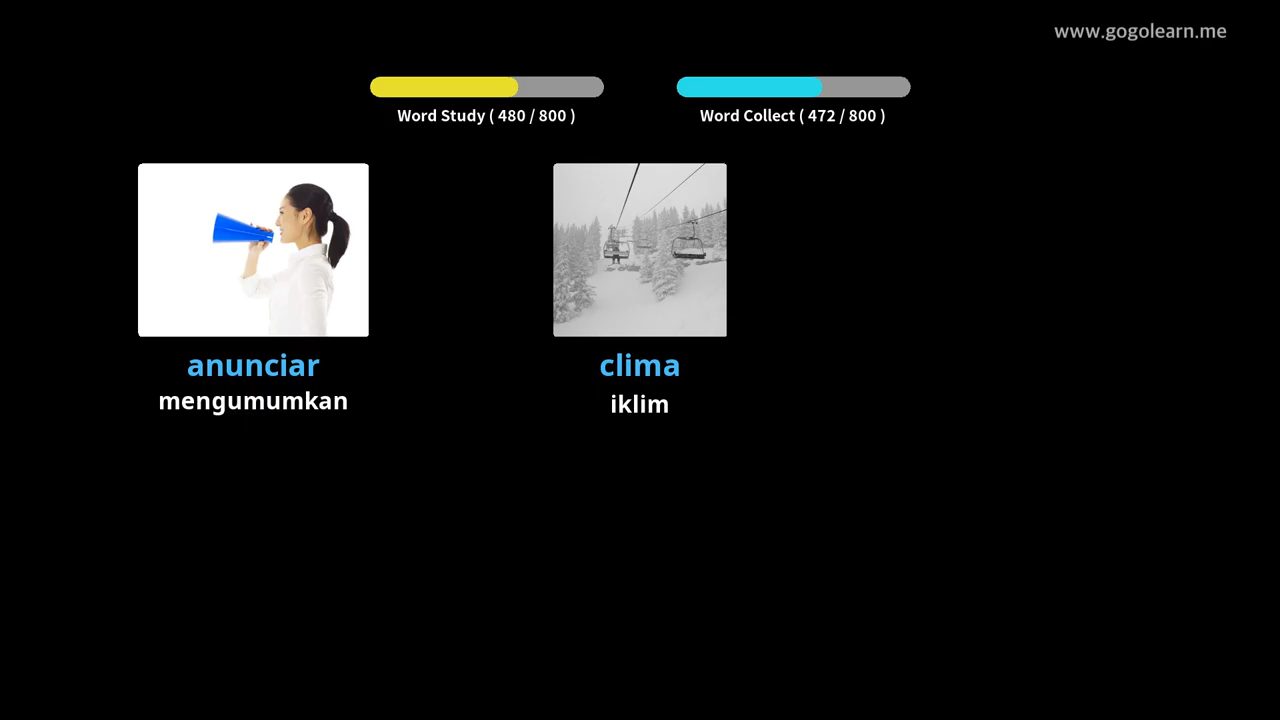 www.gogolearn.me
Word Study ( 480 / 800 )
Word Collect ( 472 / 800 )
anunciar
mengumumkan
clima
iklim